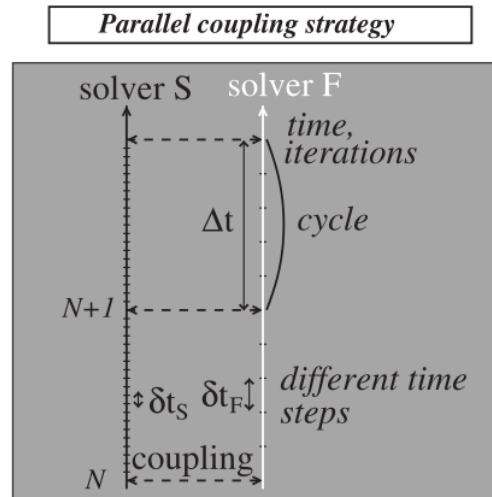 Parallel coupling strategy
solver S solver F
time,
iterations
Δt
cycle
N+1
δtS δtF
different time
steps
coupling
N